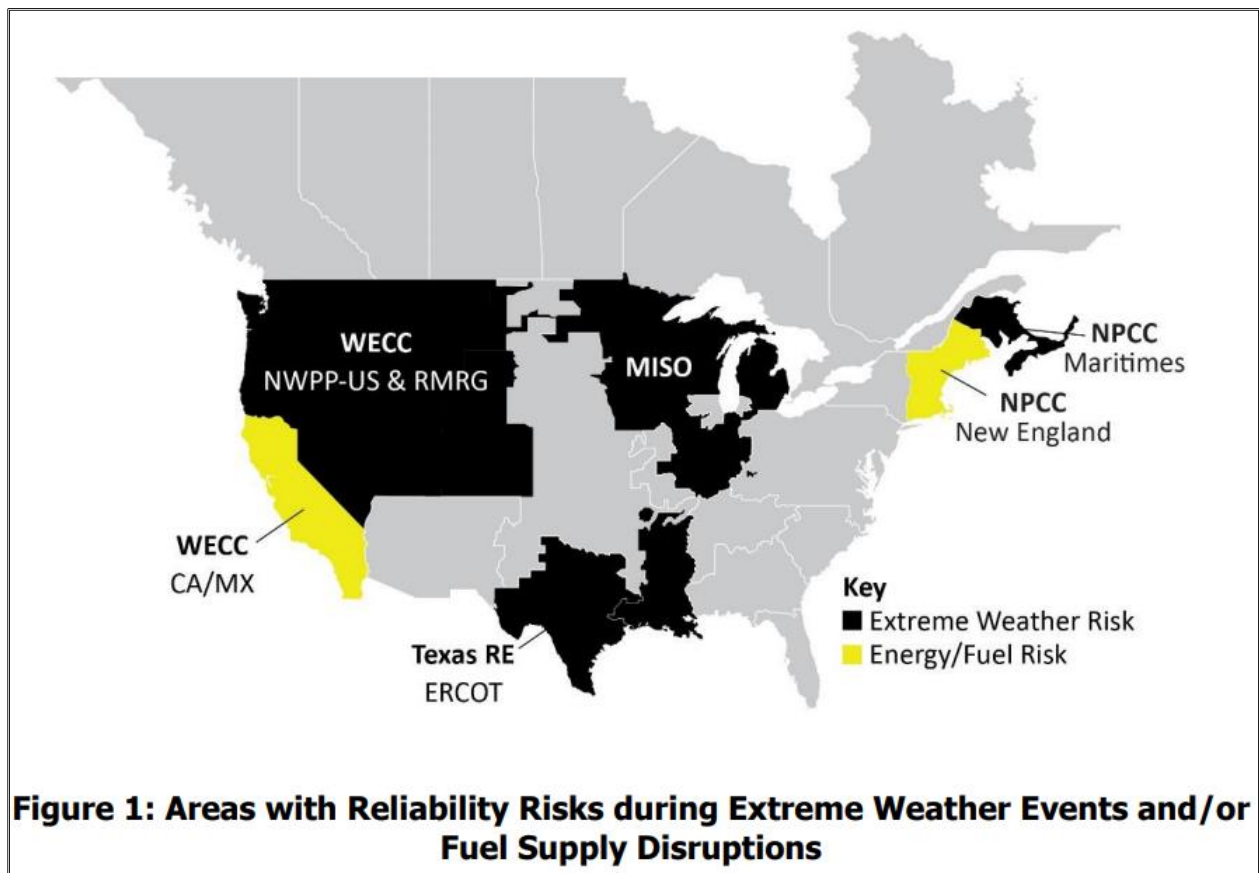 WECC
NWPP-US & RMRG
MISO
NPCC
Maritimes
NPCC
New England
WECC
CA/MX
Texas RE
ERCOT
Key
Extreme Weather Risk
Energy/Fuel Risk
Figure 1: Areas with Reliability Risks during Extreme Weather Events and/or
Fuel Supply Disruptions